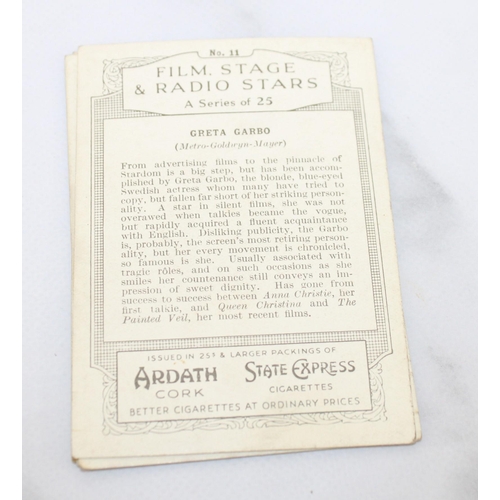 No. 11
FILM, STAGE
& RADIO STARS
A Series of 25
GRETA GARBO
(Metro-Goldwyn-Mayer)
From advertising films to the pinnacle of
Stardom is a big step, but has been accom-
plished by Greta Garbo, the blonde, blue-eyed
Swedish actress whom many have tried to
copy, but fallen far short of her striking person-
ality. A star in silent films, she was not
overawed when talkies became the vogue,
but rapidly acquired a fluent acquaintance
with English. Disliking publicity, the Garbo
is, probably, the screen's most retiring person-
ality, but her every movement is chronicled,
so famous is she. Usually associated with
tragic rôles, and on such occasions as she
smiles her countenance still conveys an im-
pression of sweet dignity. Has gone from
success to success between Anna Christie, her
first talkie, and Queen Christina and The
Painted Veil, her most recent films.
ISSUED IN 25s & LARGER PACKINGS OF
ARDATH STATE EXPRESS
CORK CIGARETTES
BETTER CIGARETTES AT ORDINARY PRICES